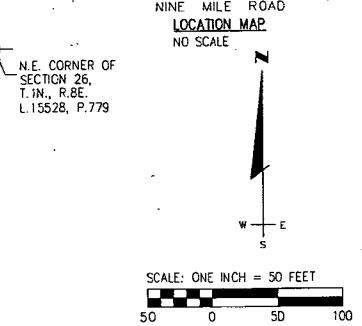 NINE MILE ROAD
LOCATION MAP
NO SCALE
N.E. CORNER OF
SECTION 26,
T.1N., R.8E.
L.15528, P.779
N
W E
S
SCALE: ONE INCH = 50 FEET
50 0 50 100